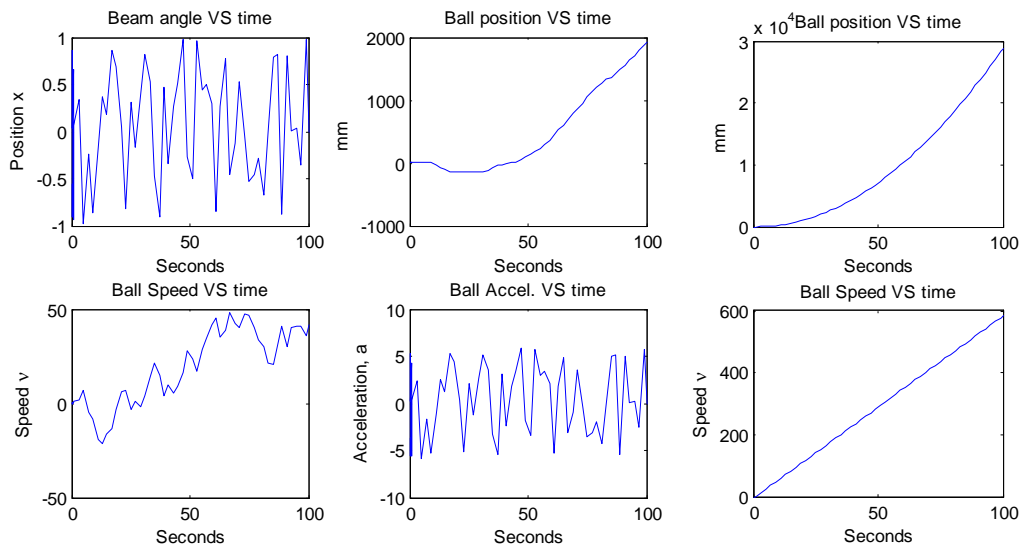 Beam angle VS time
Position x
1
0.5
0
-0.5
-1
0
50
100
Seconds
Ball position VS time
mm
2000
1000
0
-1000
0
50
100
Seconds
x 10^4 Ball position VS time
mm
3
2
1
0
0
50
100
Seconds
Ball Speed VS time
Speed v
50
0
-50
0
50
100
Seconds
Ball Accel. VS time
Acceleration, a
10
5
0
-5
-10
0
50
100
Seconds
Ball Speed VS time
Speed v
600
400
200
0
0
50
100
Seconds